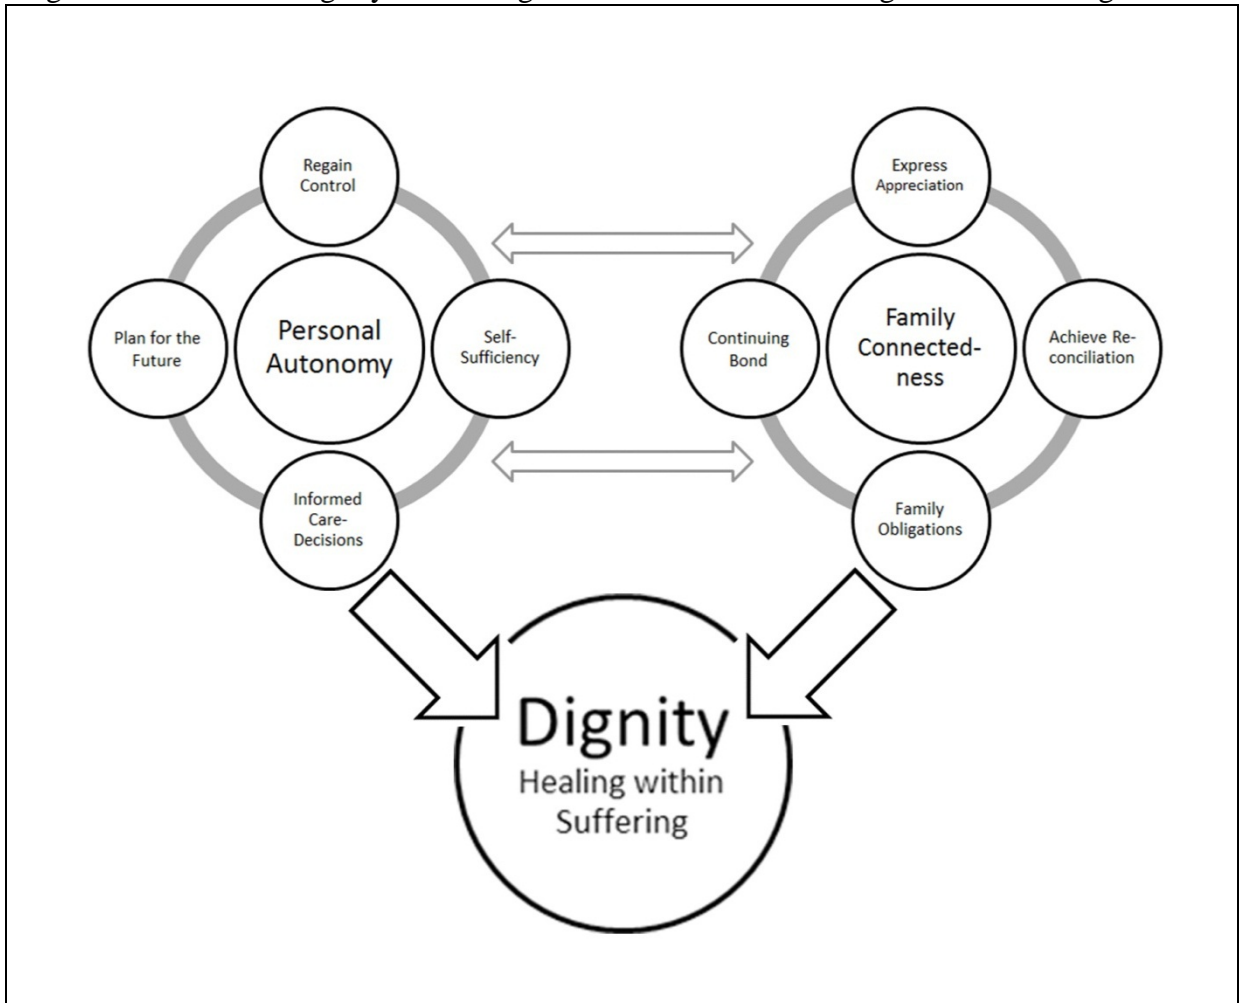 Regain
Control
Plan for the
Future
Personal
Autonomy
Self-
Sufficiency
Informed
Care-
Decisions
Express
Appreciation
Continuing
Bond
Family
Connected-
ness
Achieve Re-
conciliation
Family
Obligations
Dignity
Healing within
Suffering